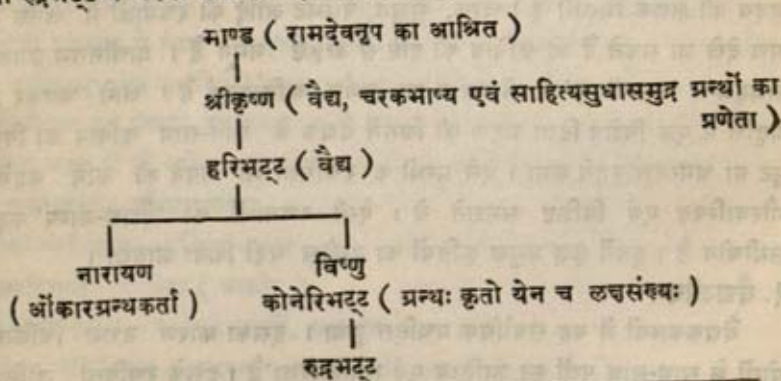 माण्ड ( रामदेवनृप का आश्रित )
श्रीकृष्ण ( वैद्य, चरकभाष्य एवं साहित्यसुधासमुद्र ग्रन्थों का
प्रणेता )
हरिभट्ट ( वैद्य )
नारायण विष्णु
( ओंकारग्रन्थकर्ता ) कोनेरिभट्ट ( ग्रन्थः कृतो येन च लक्षसंख्यः )
रुद्रभट्ट